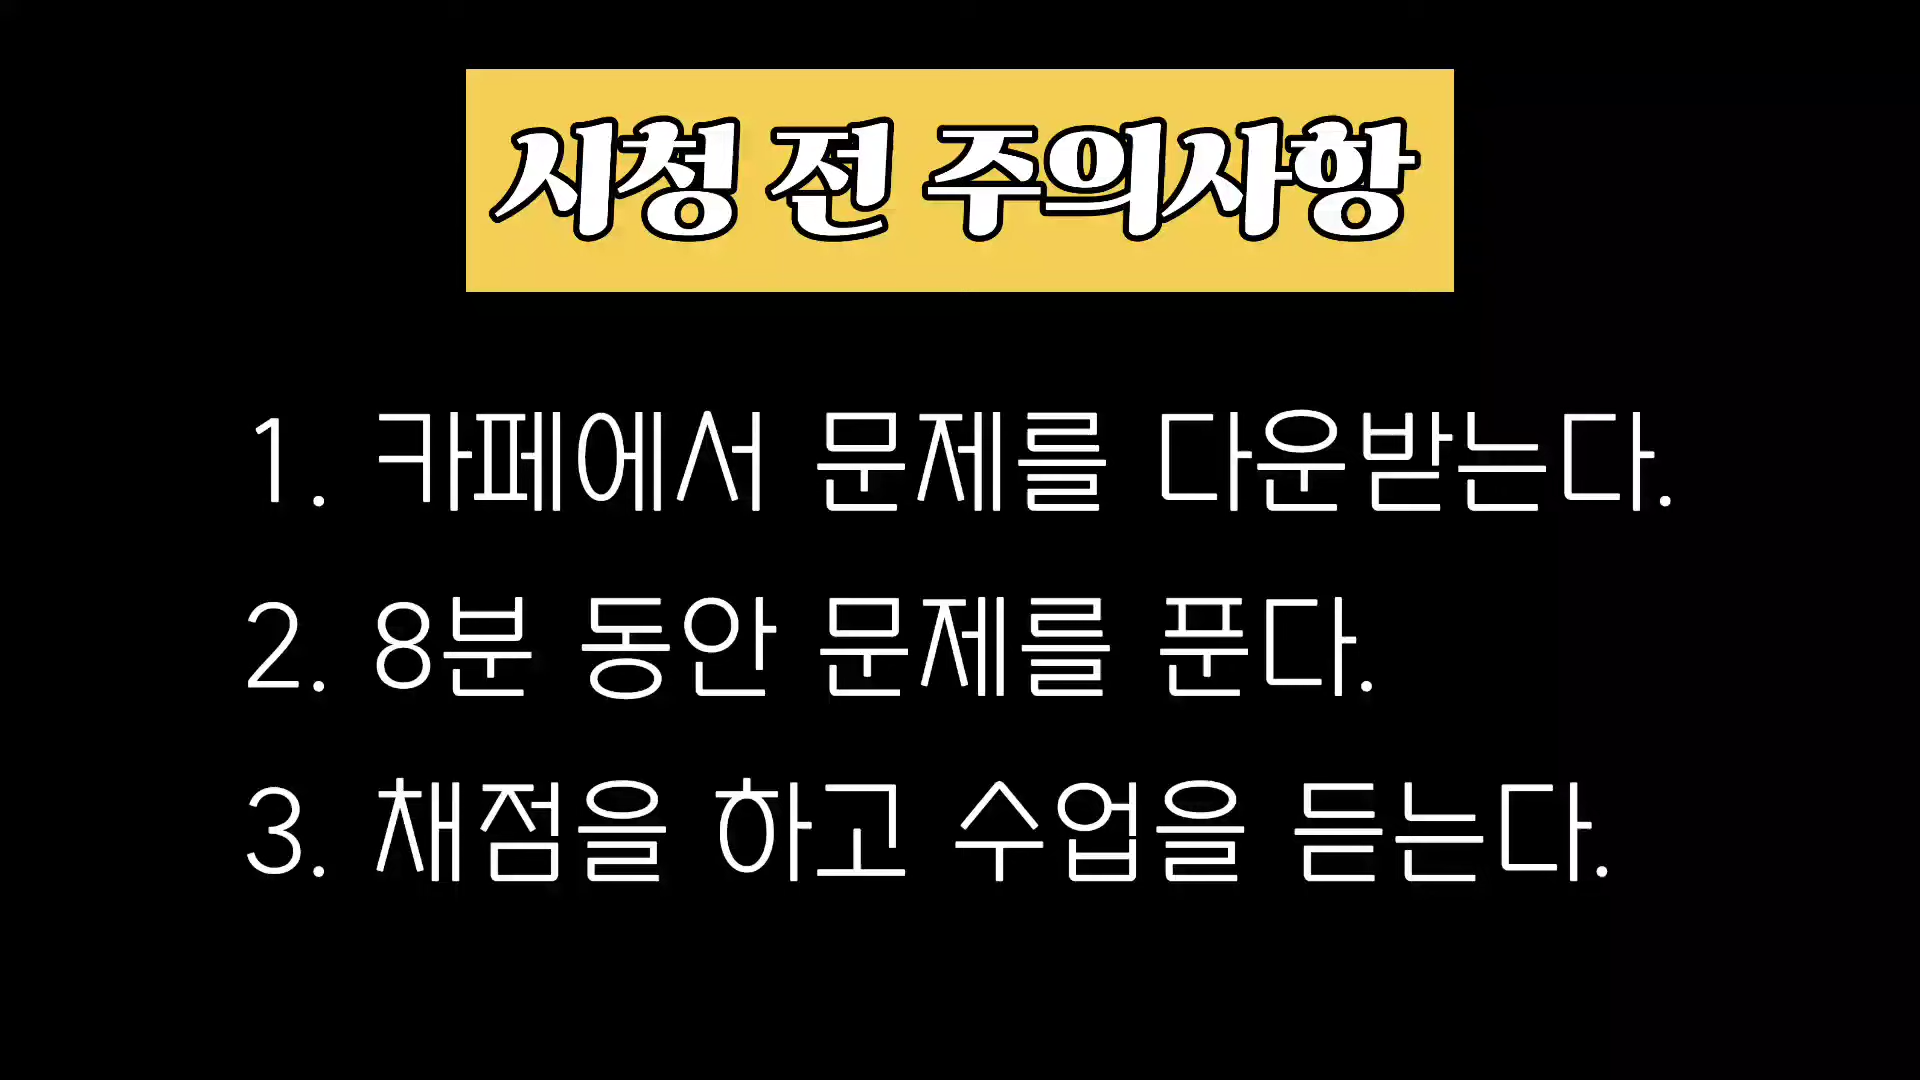 시청 전 주의사항
1. 카페에서 문제를 다운받는다.
2. 8분 동안 문제를 푼다.
3. 채점을 하고 수업을 듣는다.